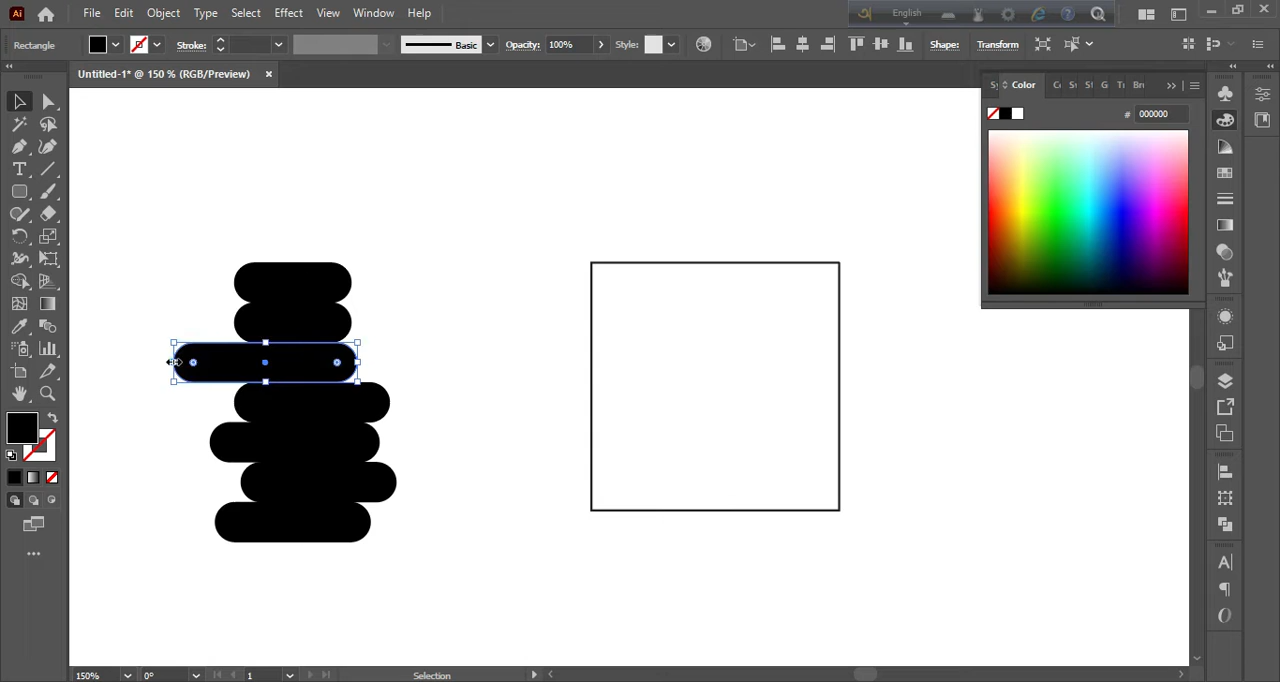 Ai File Edit Object Type Select Effect View Window Help English
Rectangle Stroke: Basic Opacity: 100% Style: Shape: Transform
Untitled-1* @ 150 % (RGB/Preview) ×
Color
# 000000
150% 0° 1 Selection